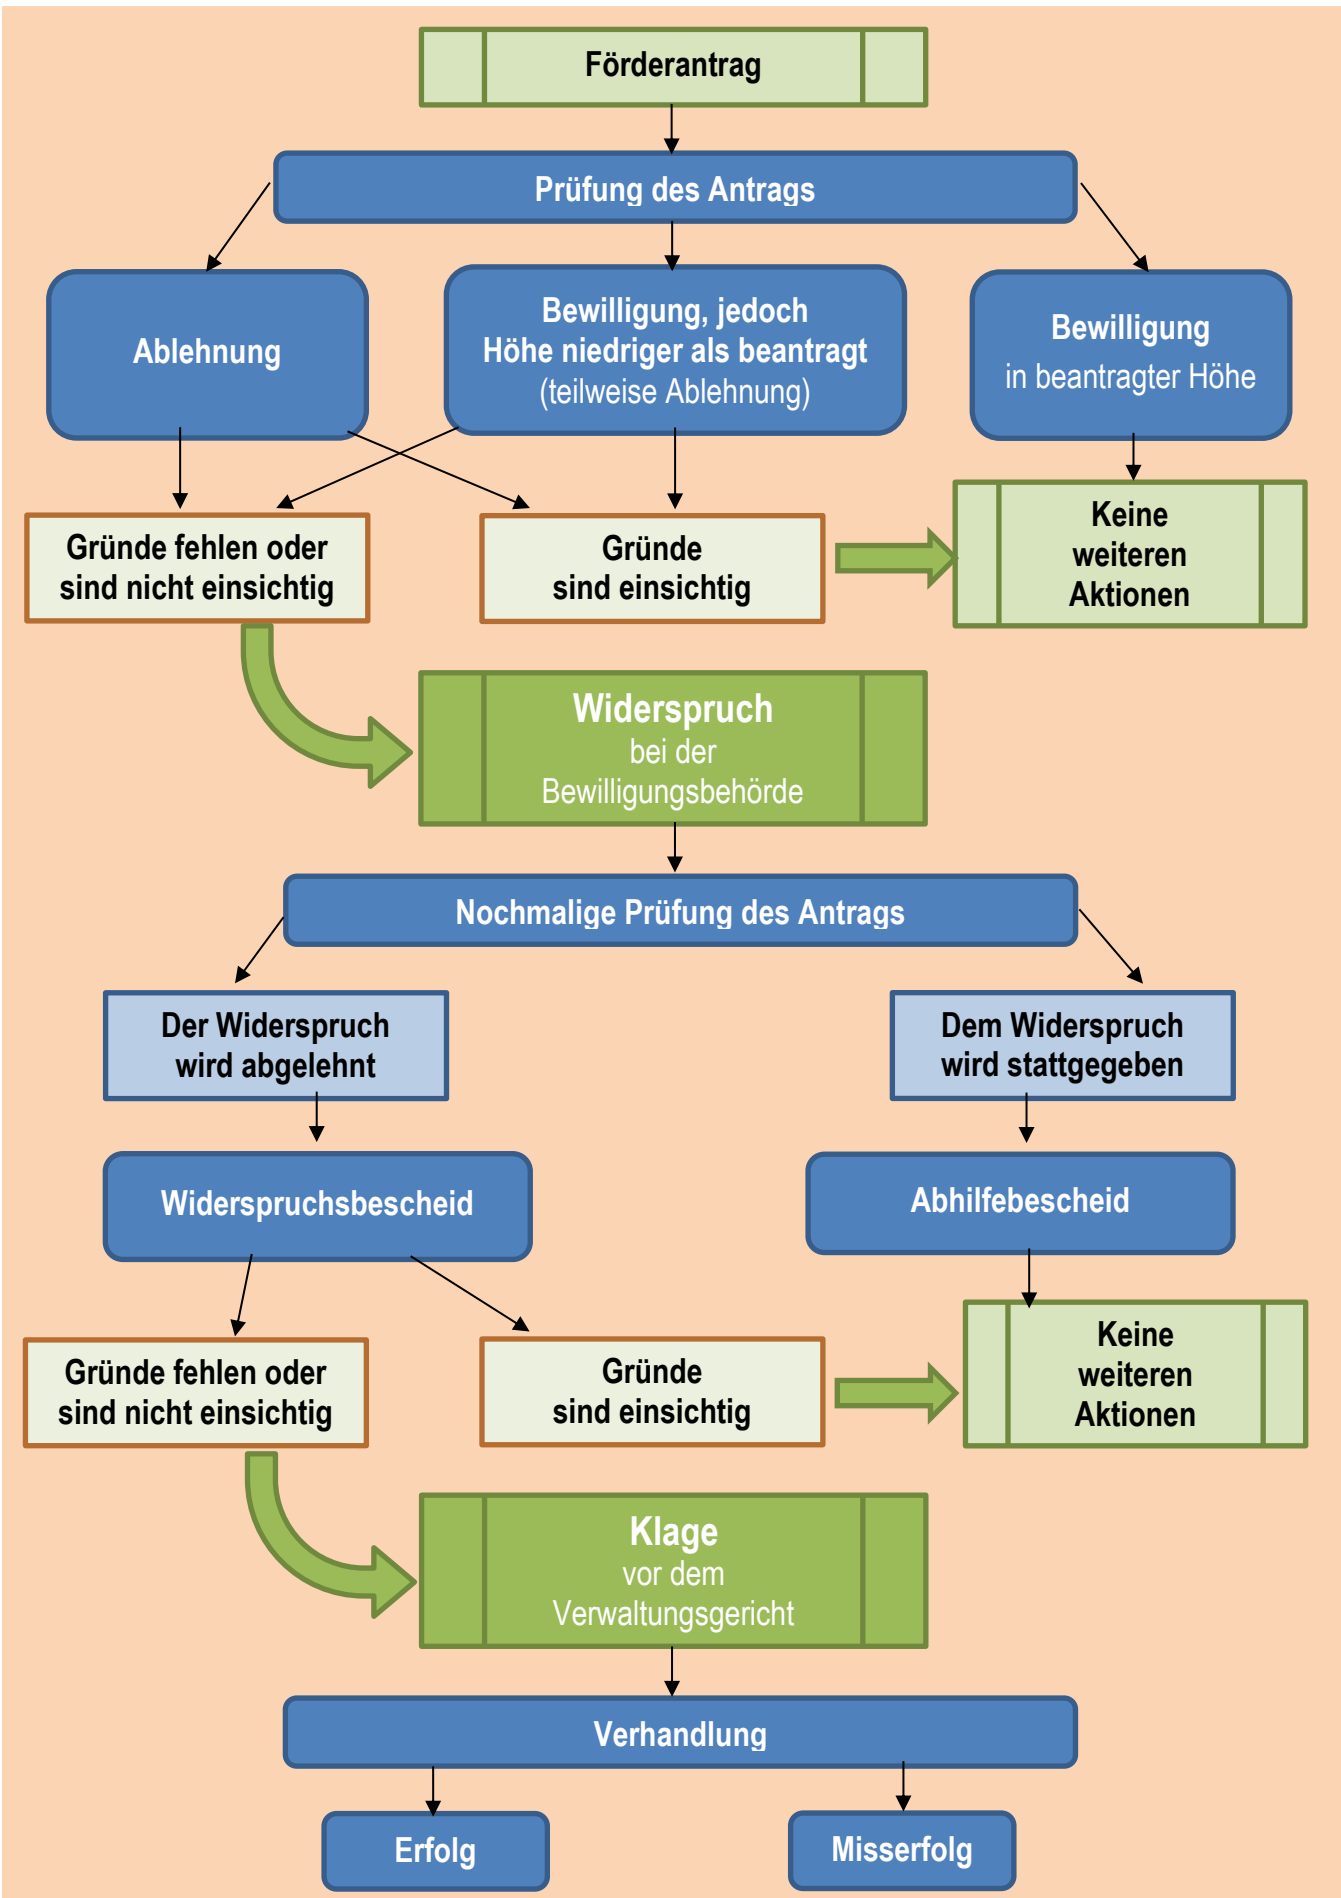 Förderantrag
Prüfung des Antrags
Ablehnung
Bewilligung, jedoch
Höhe niedriger als beantragt
(teilweise Ablehnung)
Bewilligung
in beantragter Höhe
Gründe fehlen oder
sind nicht einsichtig
Gründe
sind einsichtig
Keine
weiteren
Aktionen
Widerspruch
bei der
Bewilligungsbehörde
Nochmalige Prüfung des Antrags
Der Widerspruch
wird abgelehnt
Dem Widerspruch
wird stattgegeben
Widerspruchsbescheid
Abhilfebescheid
Gründe fehlen oder
sind nicht einsichtig
Gründe
sind einsichtig
Keine
weiteren
Aktionen
Klage
vor dem
Verwaltungsgericht
Verhandlung
Erfolg
Misserfolg